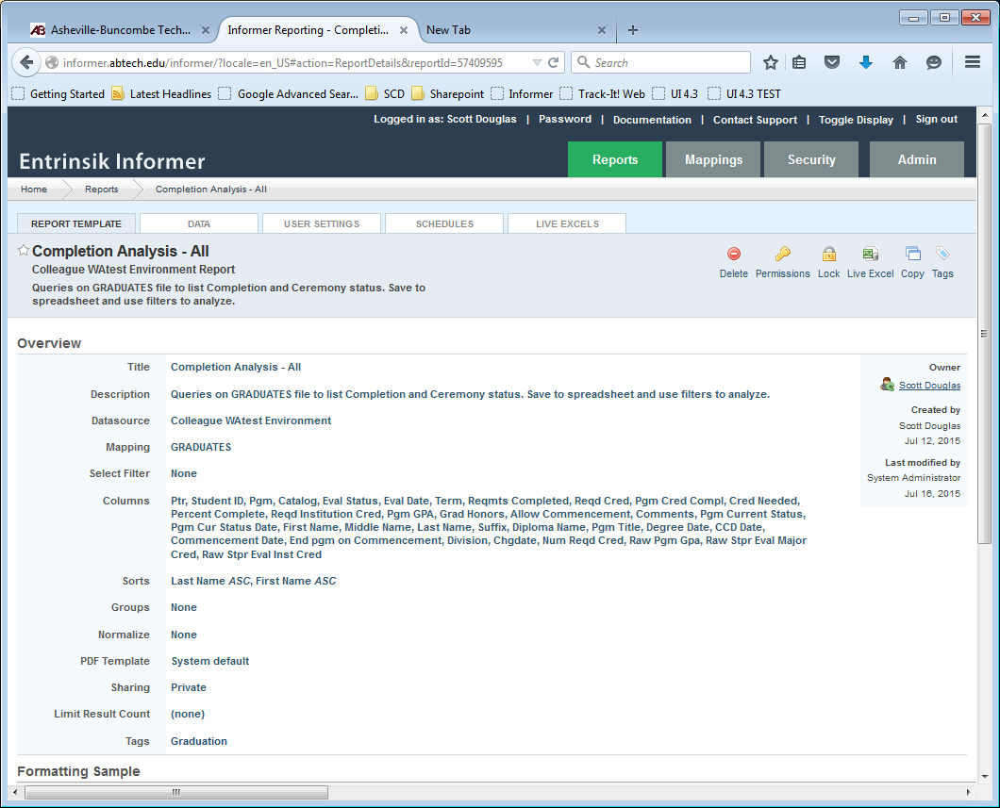 Asheville-Buncombe Tech...
Informer Reporting - Completi...
New Tab
informer.abtech.edu/informer/?locale=en_US#action=ReportDetails&reportId=57409595
Search
Getting Started Latest Headlines Google Advanced Sear... SCD Sharepoint Informer Track-It! Web UI 4.3 UI 4.3 TEST
Logged in as: Scott Douglas | Password | Documentation | Contact Support | Toggle Display | Sign out
Entrinsik Informer
Reports Mappings Security Admin
Home Reports Completion Analysis - All
REPORT TEMPLATE DATA USER SETTINGS SCHEDULES LIVE EXCELS
Completion Analysis - All
Colleague WAtest Environment Report
Queries on GRADUATES file to list Completion and Ceremony status. Save to
spreadsheet and use filters to analyze.
Delete Permissions Lock Live Excel Copy Tags
Overview
Title Completion Analysis - All
Description Queries on GRADUATES file to list Completion and Ceremony status. Save to spreadsheet and use filters to analyze.
Datasource Colleague WAtest Environment
Mapping GRADUATES
Select Filter None
Columns Ptr, Student ID, Pgm, Catalog, Eval Status, Eval Date, Term, Reqmts Completed, Reqd Cred, Pgm Cred Compl, Cred Needed,
Percent Complete, Reqd Institution Cred, Pgm GPA, Grad Honors, Allow Commencement, Comments, Pgm Current Status,
Pgm Cur Status Date, First Name, Middle Name, Last Name, Suffix, Diploma Name, Pgm Title, Degree Date, CCD Date,
Commencement Date, End pgm on Commencement, Division, Chgdate, Num Reqd Cred, Raw Pgm Gpa, Raw Stpr Eval Major
Cred, Raw Stpr Eval Inst Cred
Sorts Last Name ASC, First Name ASC
Groups None
Normalize None
PDF Template System default
Sharing Private
Limit Result Count (none)
Tags Graduation
Owner
Scott Douglas
Created by
Scott Douglas
Jul 12, 2015
Last modified by
System Administrator
Jul 16, 2015
Formatting Sample